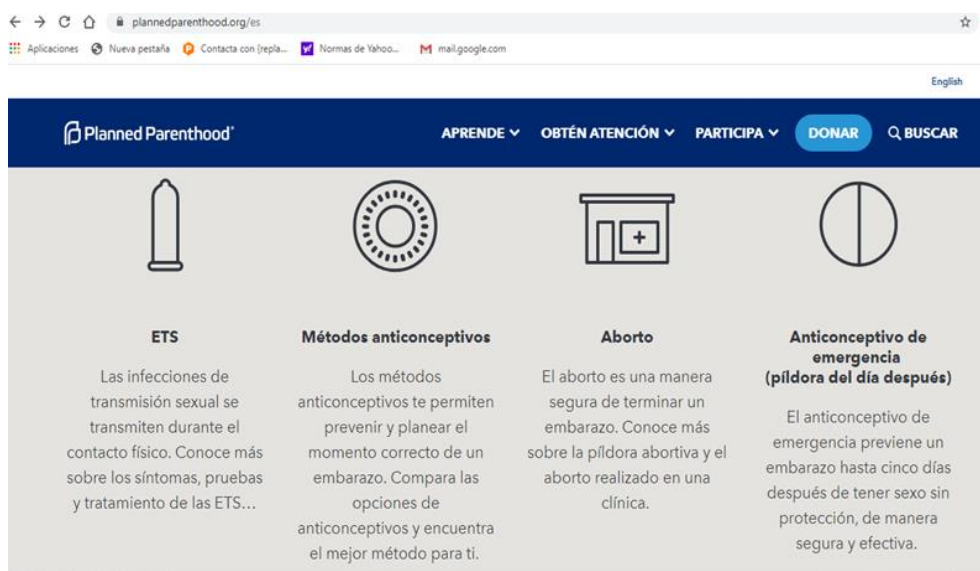 plannedparenthood.org/es
Aplicaciones Nueva pestaña Contacta con {repla... Normas de Yahoo... mail.google.com
English
Planned Parenthood® APRENDE OBTÉN ATENCIÓN PARTICIPA DONAR BUSCAR
ETS
Las infecciones de
transmisión sexual se
transmiten durante el
contacto físico. Conoce más
sobre los síntomas, pruebas
y tratamiento de las ETS...
Métodos anticonceptivos
Los métodos
anticonceptivos te permiten
prevenir y planear el
momento correcto de un
embarazo. Compara las
opciones de
anticonceptivos y encuentra
el mejor método para ti.
Aborto
El aborto es una manera
segura de terminar un
embarazo. Conoce más
sobre la píldora abortiva y el
aborto realizado en una
clínica.
Anticonceptivo de
emergencia
(píldora del día después)
El anticonceptivo de
emergencia previene un
embarazo hasta cinco días
después de tener sexo sin
protección, de manera
segura y efectiva.